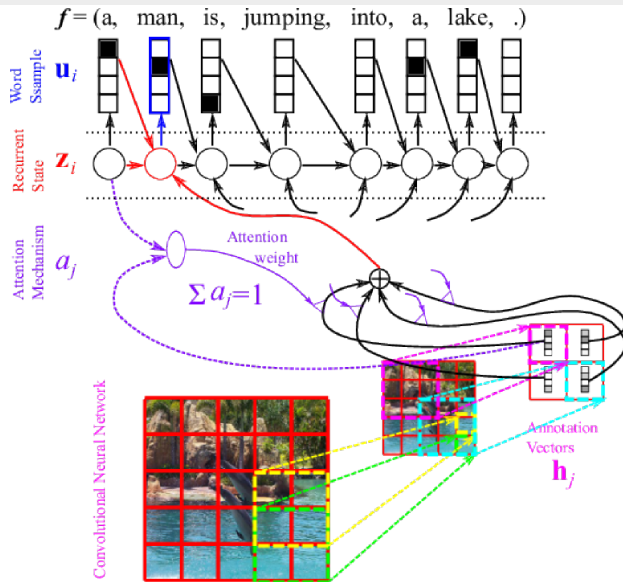 f = (a, man, is, jumping, into, a, lake, .)
Word
Ssample
u_i
Recurrent
State
z_i
Attention
Mechanism
a_j
Attention
weight
∑ a_j=1
Convolutional Neural Network
Annotation
Vectors
h_j